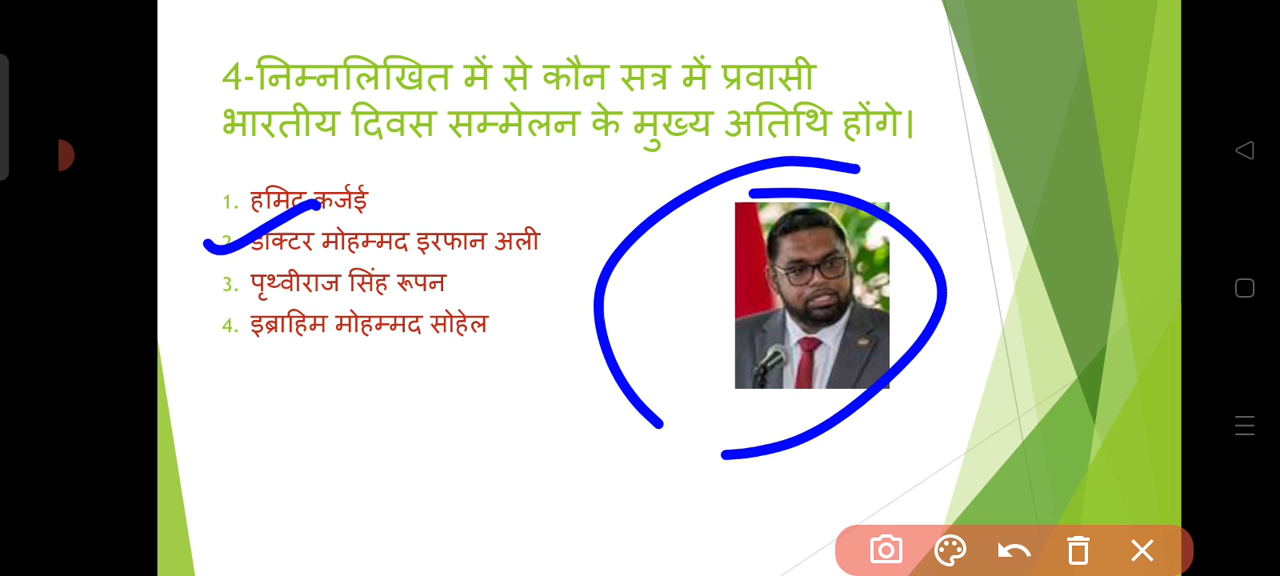 4-निम्नलिखित में से कौन सत्र में प्रवासी
भारतीय दिवस सम्मेलन के मुख्य अतिथि होंगे।
1. हमिद कर्जई
2. डॉक्टर मोहम्मद इरफान अली
3. पृथ्वीराज सिंह रूपन
4. इब्राहिम मोहम्मद सोहेल